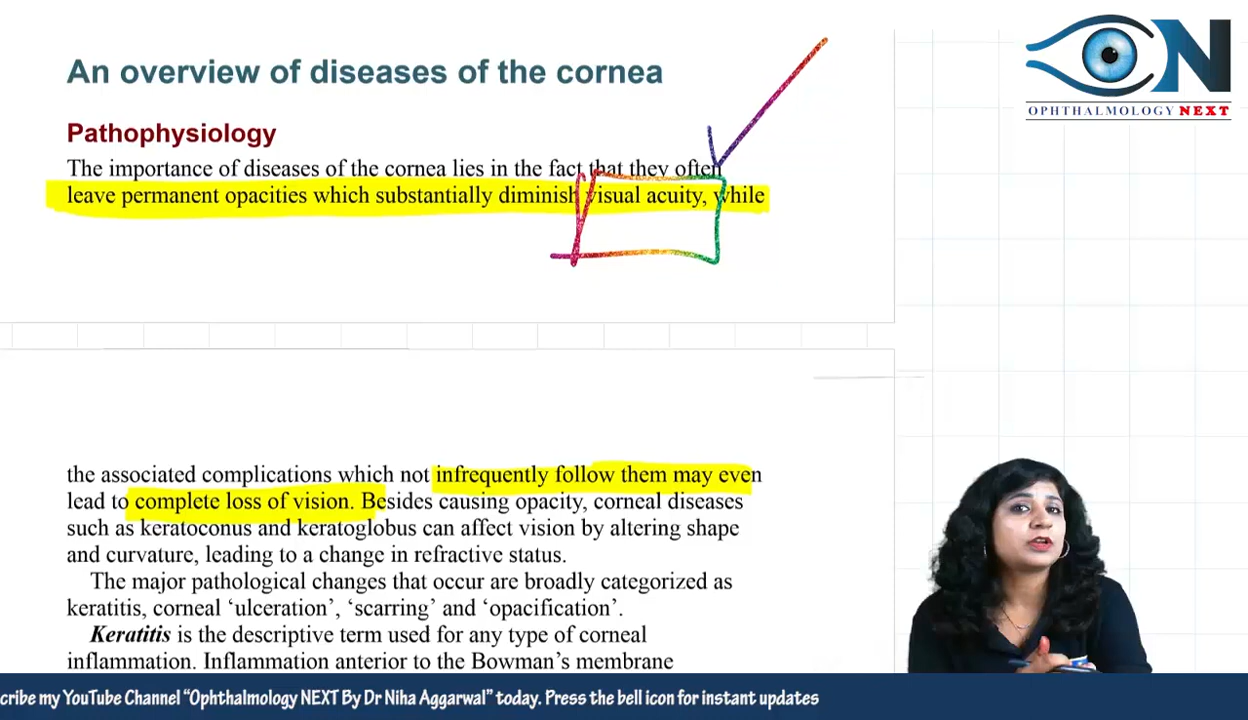 An overview of diseases of the cornea
OPHTHALMOLOGY NEXT
Pathophysiology
The importance of diseases of the cornea lies in the fact that they often
leave permanent opacities which substantially diminish visual acuity, while
the associated complications which not infrequently follow them may even
lead to complete loss of vision. Besides causing opacity, corneal diseases
such as keratoconus and keratoglobus can affect vision by altering shape
and curvature, leading to a change in refractive status.
The major pathological changes that occur are broadly categorized as
keratitis, corneal ‘ulceration’, ‘scarring’ and ‘opacification’.
Keratitis is the descriptive term used for any type of corneal
inflammation. Inflammation anterior to the Bowman’s membrane
cribe my YouTube Channel “Ophthalmology NEXT By Dr Niha Aggarwal” today. Press the bell icon for instant updates